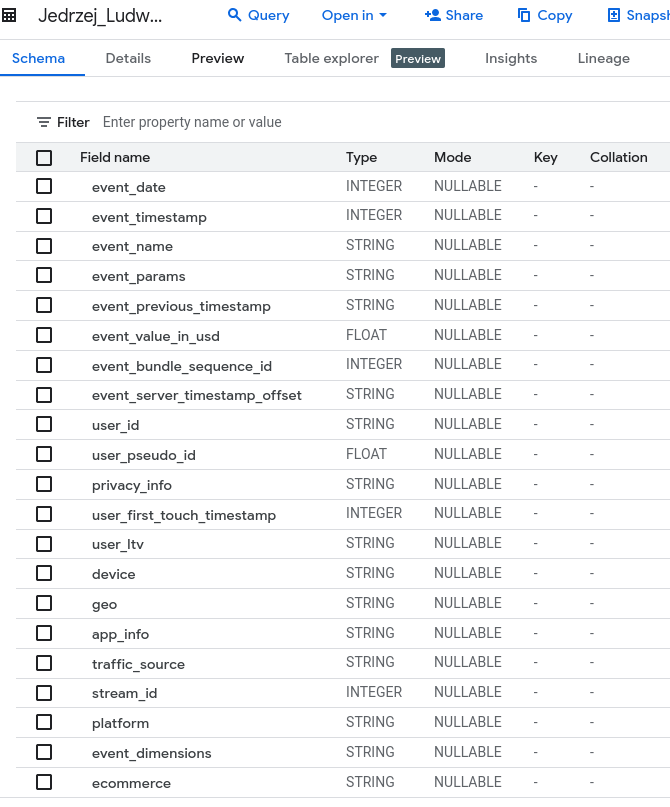 Jedrzej_Ludw... Query Open in Share Copy Snapsh
Schema Details Preview Table explorer Preview Insights Lineage
Filter Enter property name or value
Field name Type Mode Key Collation
event_date INTEGER NULLABLE - -
event_timestamp INTEGER NULLABLE - -
event_name STRING NULLABLE - -
event_params STRING NULLABLE - -
event_previous_timestamp STRING NULLABLE - -
event_value_in_usd FLOAT NULLABLE - -
event_bundle_sequence_id INTEGER NULLABLE - -
event_server_timestamp_offset STRING NULLABLE - -
user_id STRING NULLABLE - -
user_pseudo_id FLOAT NULLABLE - -
privacy_info STRING NULLABLE - -
user_first_touch_timestamp INTEGER NULLABLE - -
user_ltv STRING NULLABLE - -
device STRING NULLABLE - -
geo STRING NULLABLE - -
app_info STRING NULLABLE - -
traffic_source STRING NULLABLE - -
stream_id INTEGER NULLABLE - -
platform STRING NULLABLE - -
event_dimensions STRING NULLABLE - -
ecommerce STRING NULLABLE - -